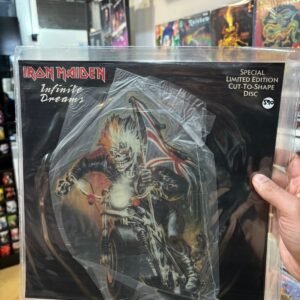 IRON MAIDEN
Infinite
Dreams
SPECIAL
LIMITED EDITION
CUT-TO-SHAPE
DISC